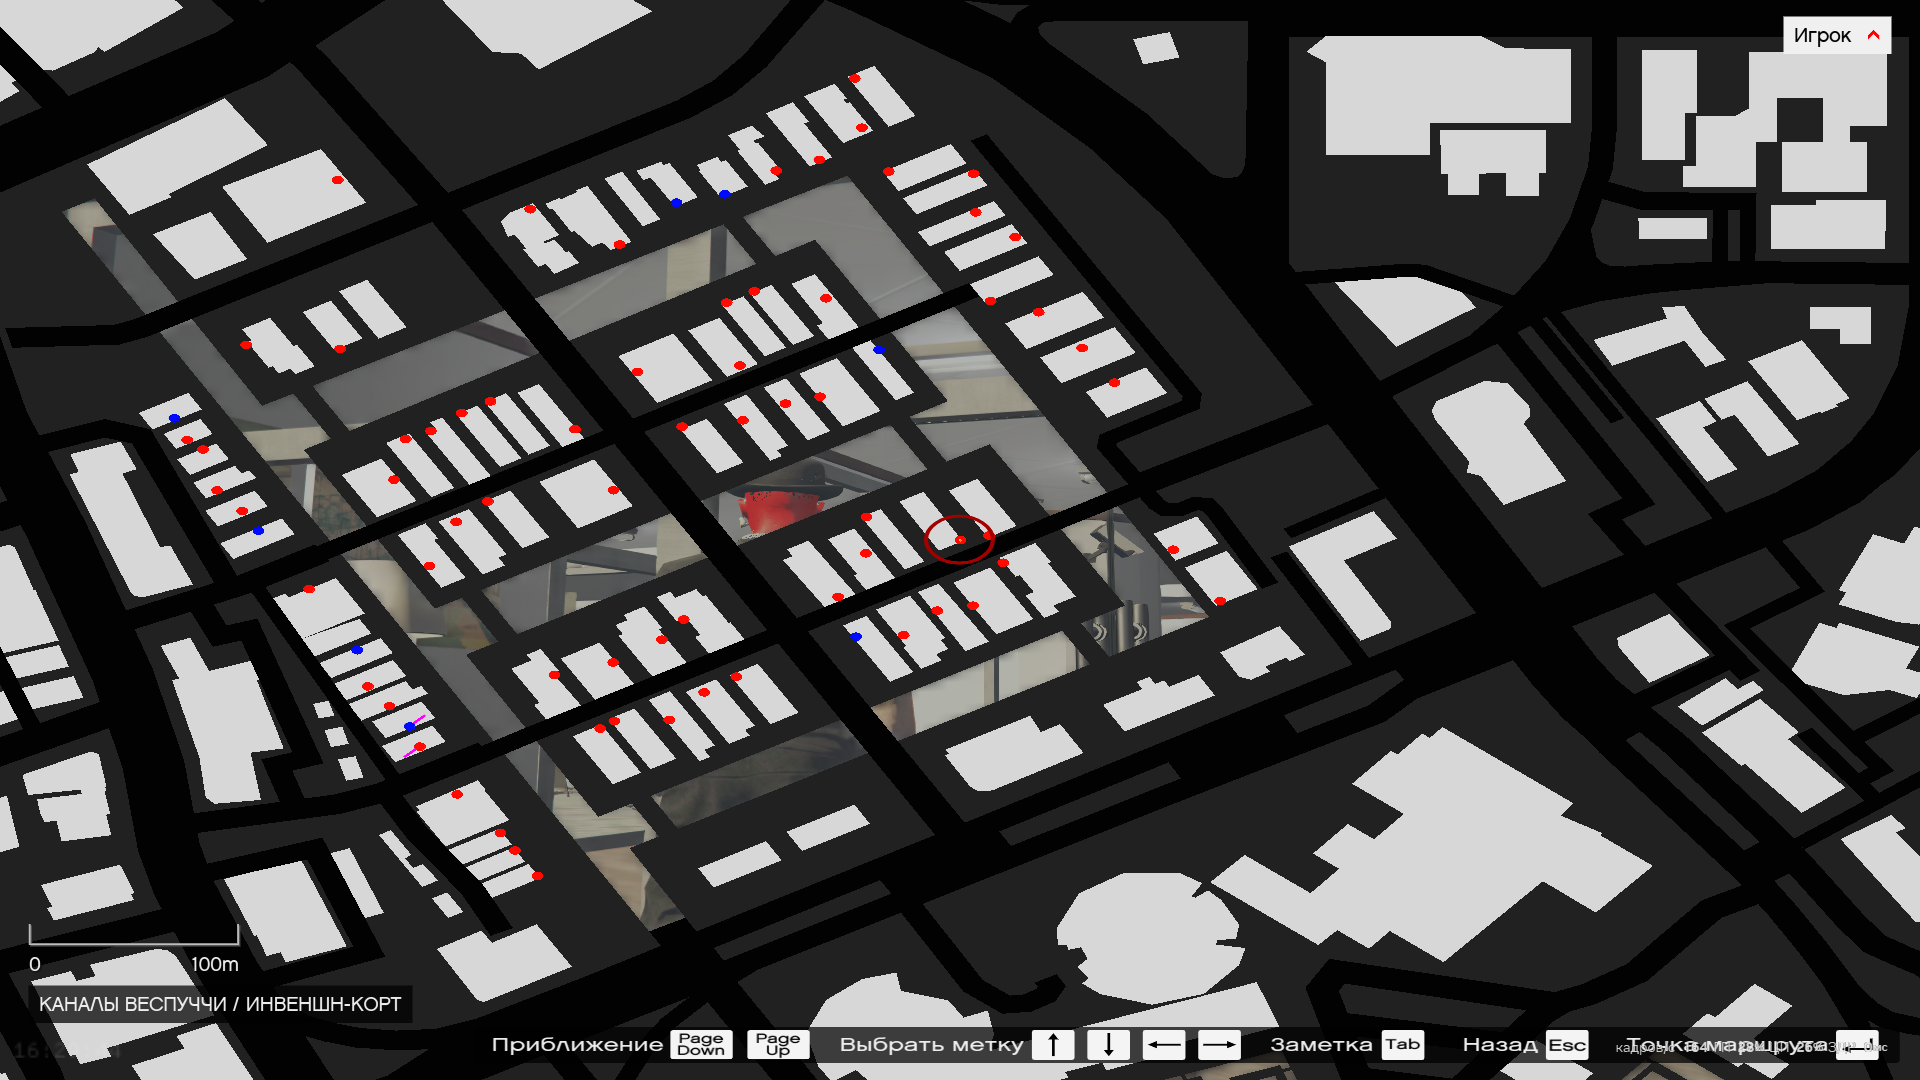 Игрок
0 100m
КАНАЛЫ ВЕСПУЧЧИ / ИНВЕНШН-КОРТ
Приближение Page Down Page Up Выбрать метку ↑ ↓ ← → Заметка Tab Назад Esc Точка маршрута